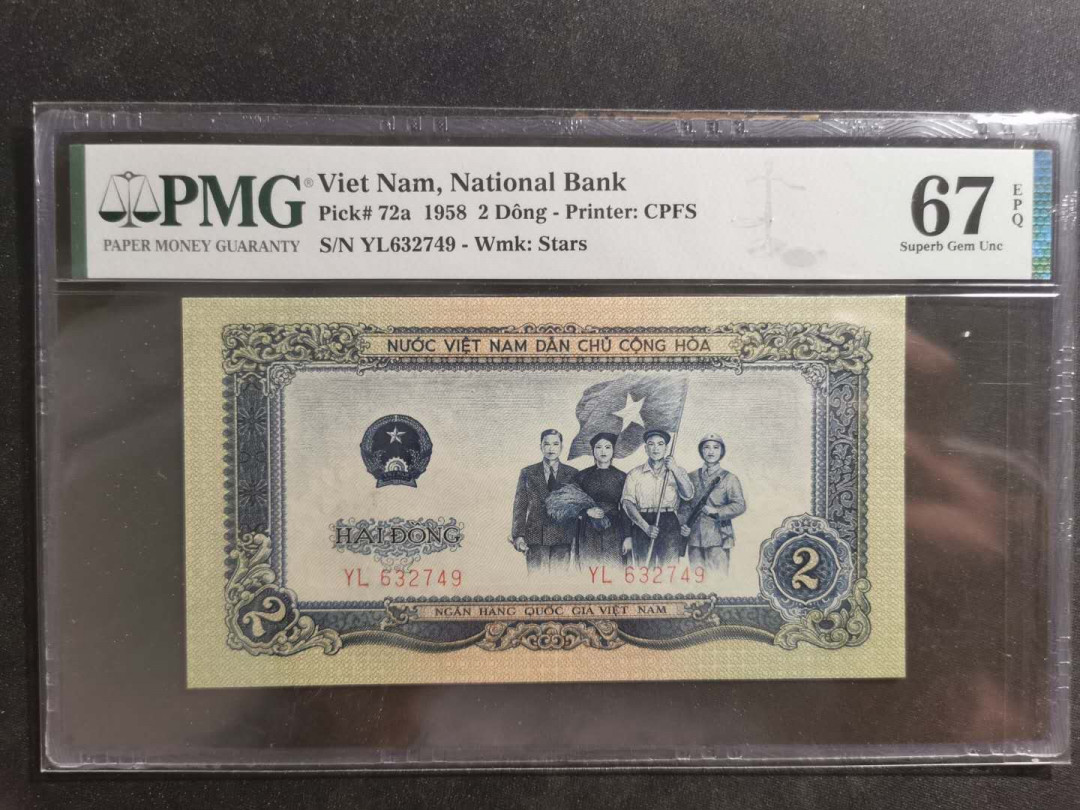 PMG®
PAPER MONEY GUARANTY
Viet Nam, National Bank
Pick# 72a 1958 2 Dông - Printer: CPFS
S/N YL632749 - Wmk: Stars
67
EPQ
Superb Gem Unc
NƯỚC VIỆT NAM DÂN CHỦ CỘNG HÒA
HAI ĐỒNG
YL 632749
YL 632749
2
2
NGÂN HÀNG QUỐC GIA VIỆT NAM